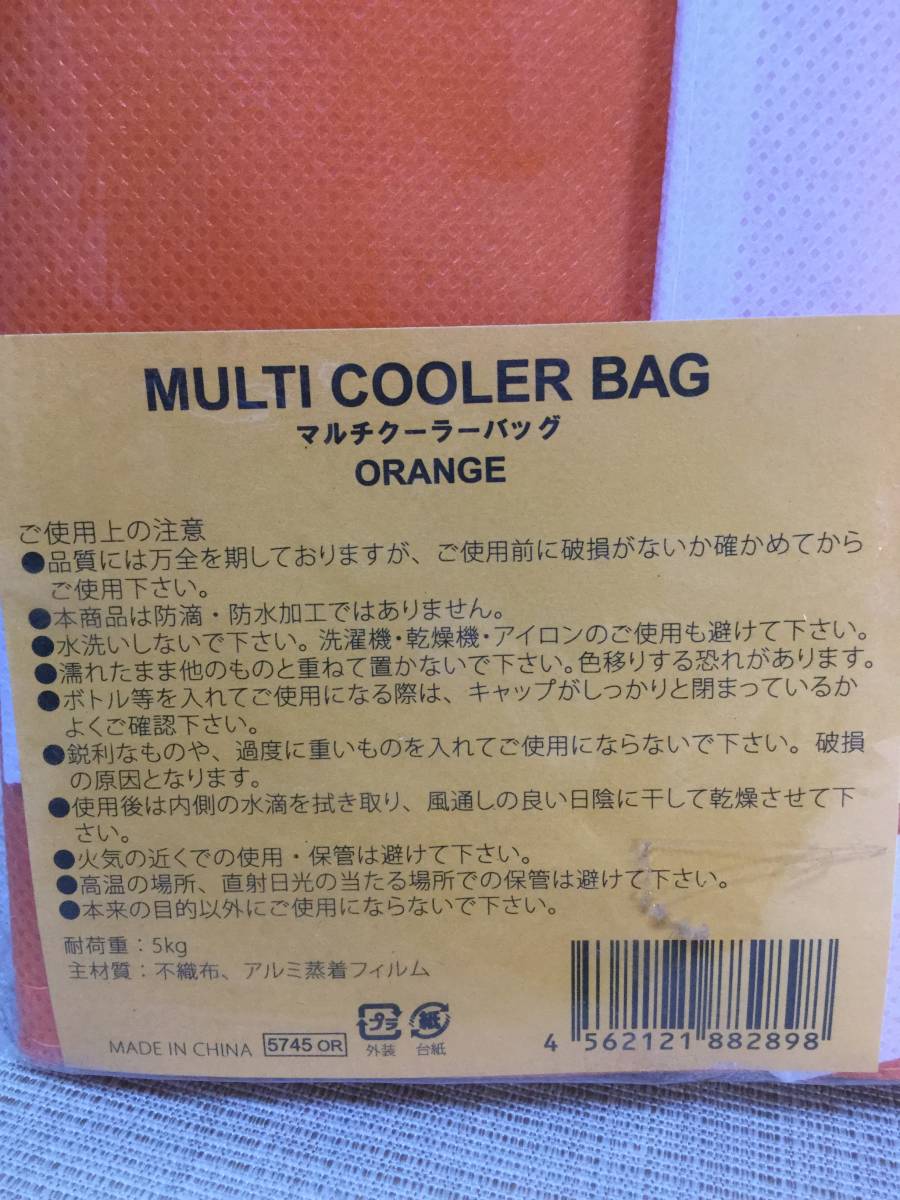 MULTI COOLER BAG
マルチクーラーバッグ
ORANGE
ご使用上の注意
●品質には万全を期しておりますが、ご使用前に破損がないか確かめてから
ご使用下さい。
●本商品は防滴・防水加工ではありません。
●水洗いしないで下さい。洗濯機・乾燥機・アイロンのご使用も避けて下さい。
●濡れたまま他のものと重ねて置かないで下さい。色移りする恐れがあります。
●ボトル等を入れてご使用になる際は、キャップがしっかりと閉まっているか
よくご確認下さい。
●鋭利なものや、過度に重いものを入れてご使用にならないで下さい。破損
の原因となります。
●使用後は内側の水滴を拭き取り、風通しの良い日陰に干して乾燥させて下
さい。
●火気の近くでの使用・保管は避けて下さい。
●高温の場所、直射日光の当たる場所での保管は避けて下さい。
●本来の目的以外にご使用にならないで下さい。
耐荷重：5kg
主材質：不織布、アルミ蒸着フィルム
MADE IN CHINA 5745 OR
プラ 外装
紙 台紙
4 562121 882898